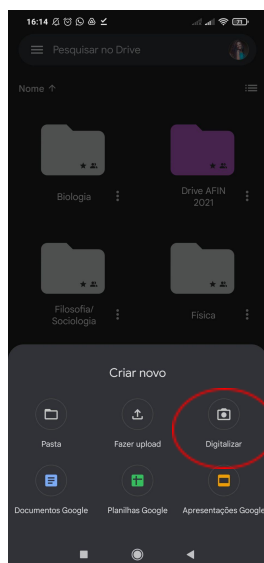 16:14
Pesquisar no Drive
Nome ↑
Biologia
Drive AFIN
2021
Filosofia/
Sociologia
Física
Criar novo
Pasta
Fazer upload
Digitalizar
Documentos Google
Planilhas Google
Apresentações Google